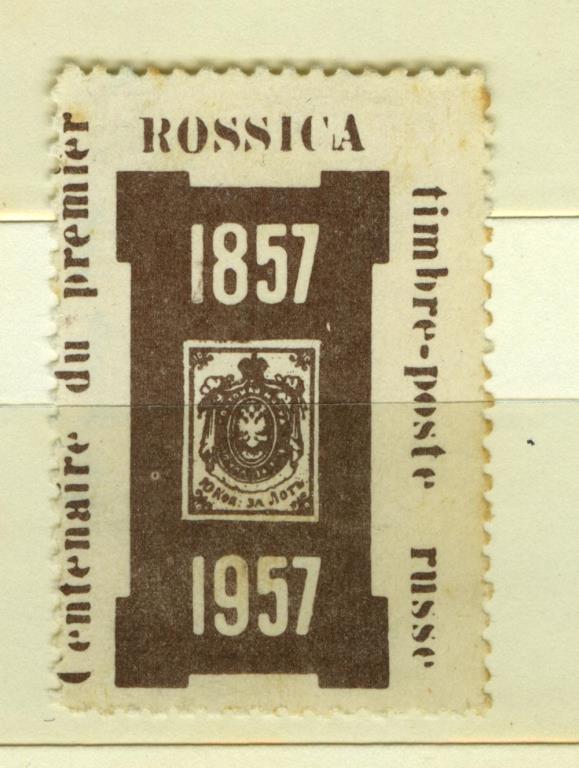 ROSSICA
Centenaire du premier
timbre-poste russe
1857
10 КОП: ЗА ЛОТЪ
1957